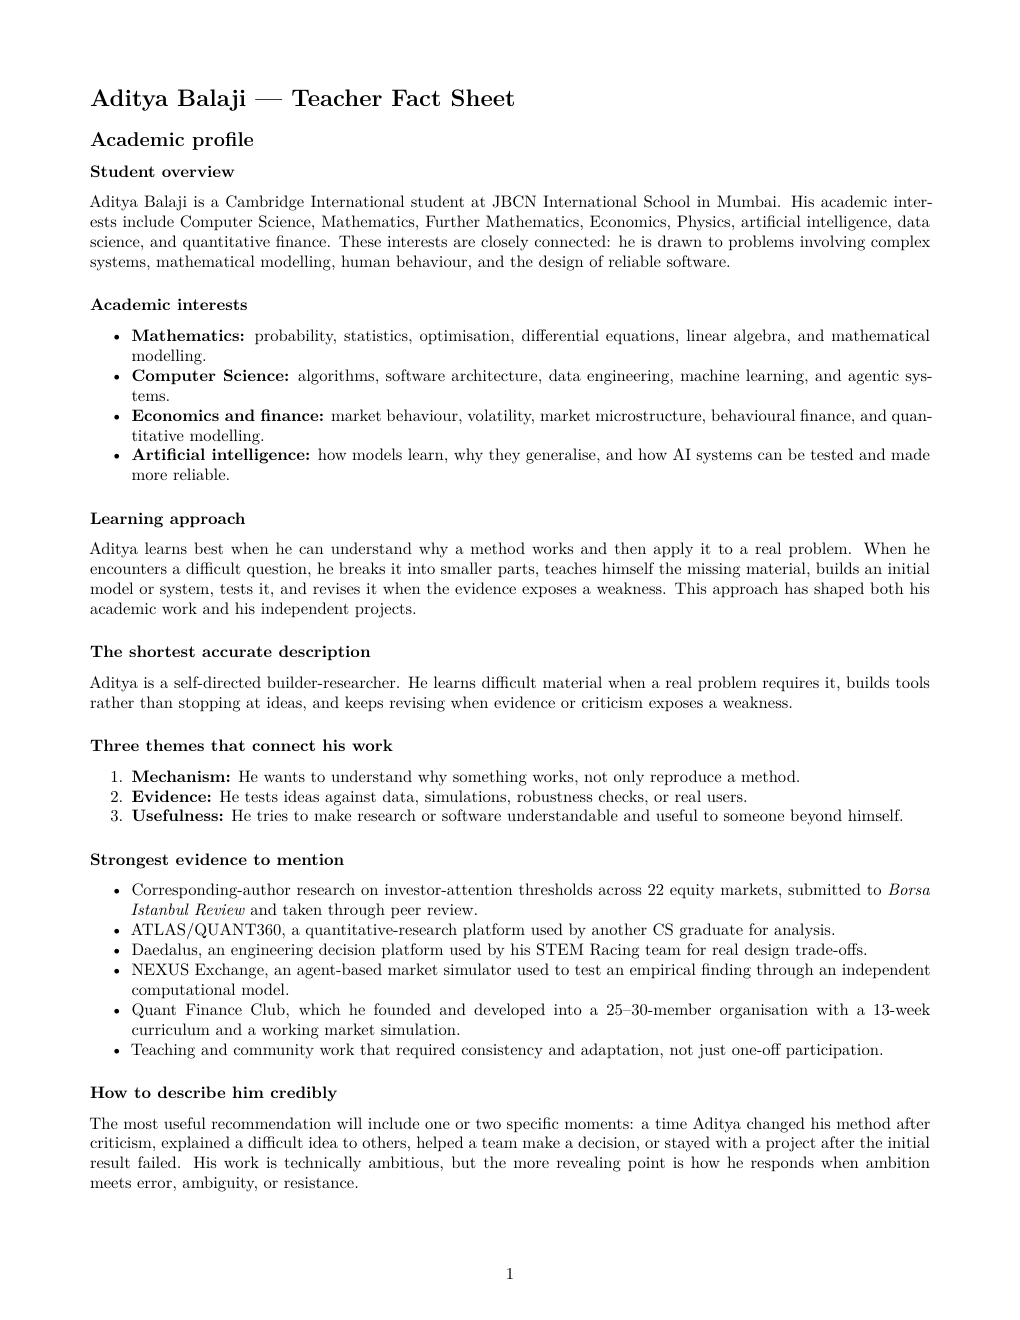 Aditya Balaji — Teacher Fact Sheet
Academic profile
Student overview
Aditya Balaji is a Cambridge International student at JBCN International School in Mumbai. His academic inter-
ests include Computer Science, Mathematics, Further Mathematics, Economics, Physics, artificial intelligence, data
science, and quantitative finance. These interests are closely connected: he is drawn to problems involving complex
systems, mathematical modelling, human behaviour, and the design of reliable software.
Academic interests
• Mathematics: probability, statistics, optimisation, differential equations, linear algebra, and mathematical
modelling.
• Computer Science: algorithms, software architecture, data engineering, machine learning, and agentic sys-
tems.
• Economics and finance: market behaviour, volatility, market microstructure, behavioural finance, and quan-
titative modelling.
• Artificial intelligence: how models learn, why they generalise, and how AI systems can be tested and made
more reliable.
Learning approach
Aditya learns best when he can understand why a method works and then apply it to a real problem. When he
encounters a difficult question, he breaks it into smaller parts, teaches himself the missing material, builds an initial
model or system, tests it, and revises it when the evidence exposes a weakness. This approach has shaped both his
academic work and his independent projects.
The shortest accurate description
Aditya is a self-directed builder-researcher. He learns difficult material when a real problem requires it, builds tools
rather than stopping at ideas, and keeps revising when evidence or criticism exposes a weakness.
Three themes that connect his work
1. Mechanism: He wants to understand why something works, not only reproduce a method.
2. Evidence: He tests ideas against data, simulations, robustness checks, or real users.
3. Usefulness: He tries to make research or software understandable and useful to someone beyond himself.
Strongest evidence to mention
• Corresponding-author research on investor-attention thresholds across 22 equity markets, submitted to Borsa
Istanbul Review and taken through peer review.
• ATLAS/QUANT360, a quantitative-research platform used by another CS graduate for analysis.
• Daedalus, an engineering decision platform used by his STEM Racing team for real design trade-offs.
• NEXUS Exchange, an agent-based market simulator used to test an empirical finding through an independent
computational model.
• Quant Finance Club, which he founded and developed into a 25–30-member organisation with a 13-week
curriculum and a working market simulation.
• Teaching and community work that required consistency and adaptation, not just one-off participation.
How to describe him credibly
The most useful recommendation will include one or two specific moments: a time Aditya changed his method after
criticism, explained a difficult idea to others, helped a team make a decision, or stayed with a project after the initial
result failed. His work is technically ambitious, but the more revealing point is how he responds when ambition
meets error, ambiguity, or resistance.
1